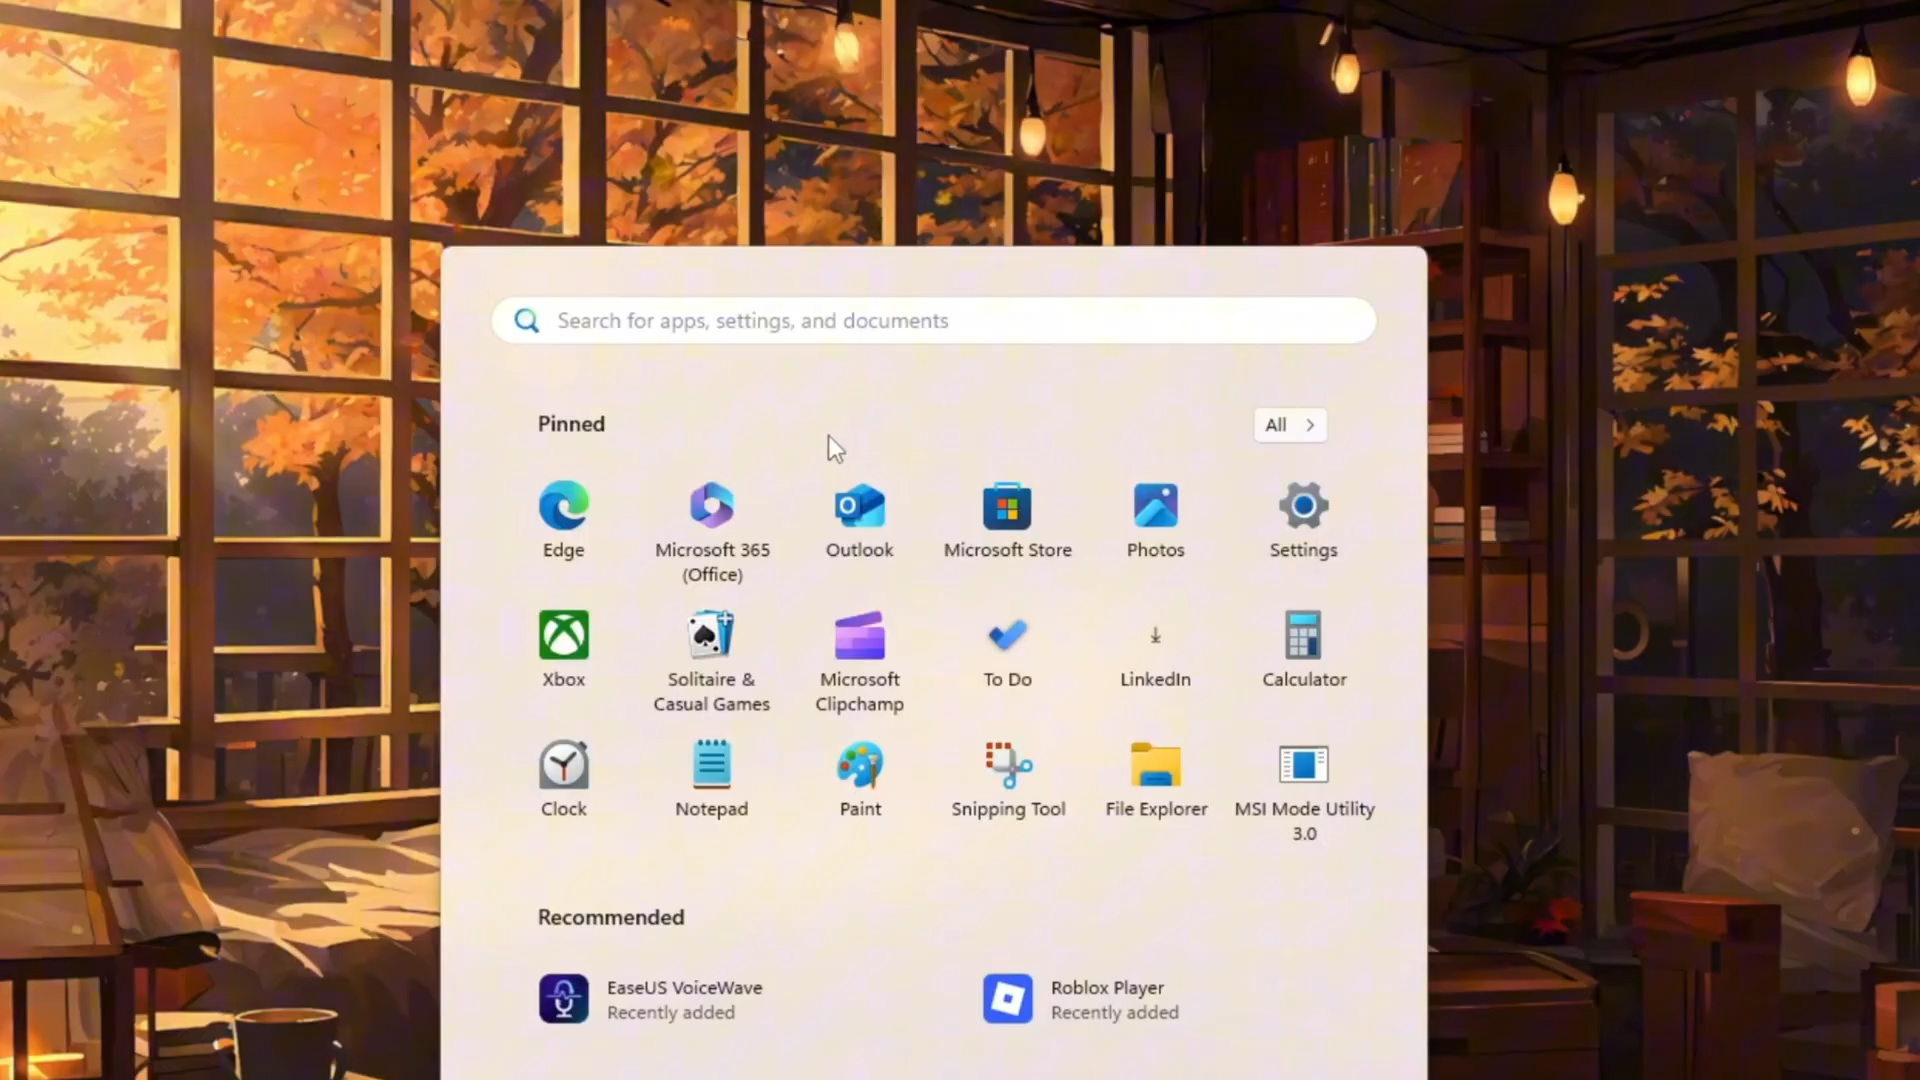 Search for apps, settings, and documents
Pinned
All
Edge
Microsoft 365
(Office)
Outlook
Microsoft Store
Photos
Settings
Xbox
Solitaire &
Casual Games
Microsoft
Clipchamp
To Do
LinkedIn
Calculator
Clock
Notepad
Paint
Snipping Tool
File Explorer
MSI Mode Utility
3.0
Recommended
EaseUS VoiceWave
Recently added
Roblox Player
Recently added